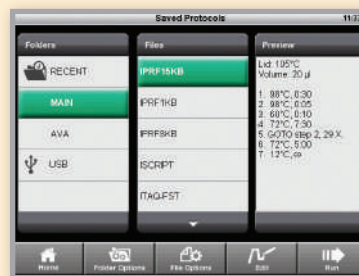 Saved Protocols
11:37
Folders
RECENT
MAIN
AVA
USB
Files
IPRF15KB
IPRF1KB
IPRF8KB
ISCRIPT
ITAQ-FST
Preview
Lid: 105°C
Volume: 20 µl
1. 98°C, 0:30
2. 98°C, 0:05
3. 60°C, 0:10
4. 72°C, 7:30
5. GOTO step 2, 29 X.
6. 72°C, 5:00
7. 12°C, ∞
Home
Folder Options
File Options
Edit
Run